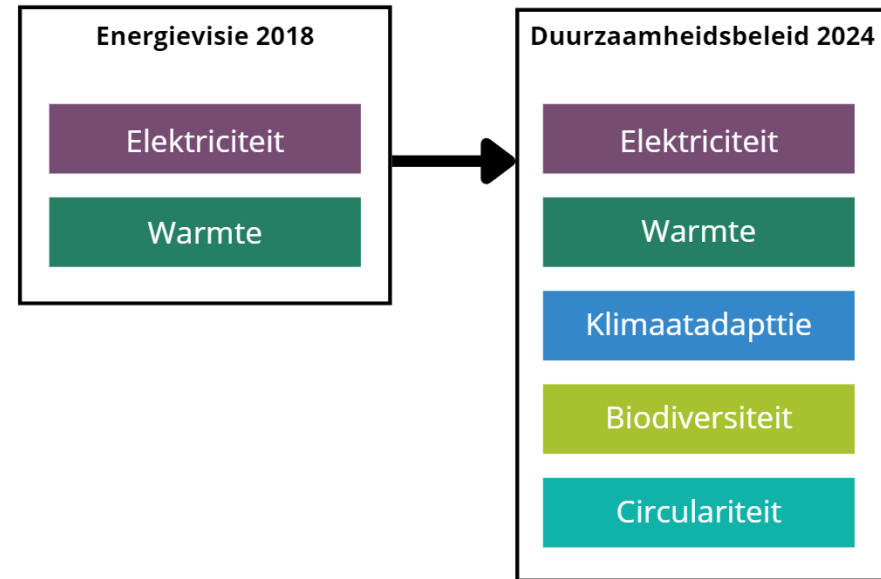 Energievisie 2018
Elektriciteit
Warmte
Duurzaamheidsbeleid 2024
Elektriciteit
Warmte
Klimaatadapttie
Biodiversiteit
Circulariteit